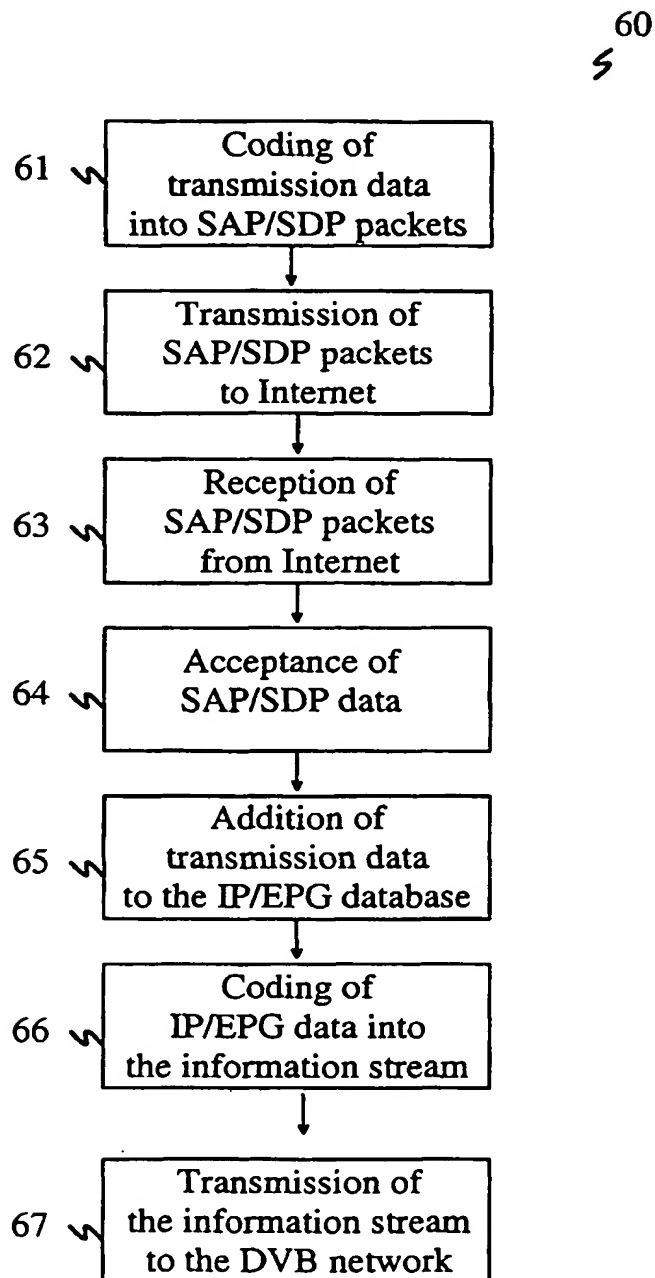 60
61
Coding of
transmission data
into SAP/SDP packets
62
Transmission of
SAP/SDP packets
to Internet
63
Reception of
SAP/SDP packets
from Internet
64
Acceptance of
SAP/SDP data
65
Addition of
transmission data
to the IP/EPG database
66
Coding of
IP/EPG data into
the information stream
67
Transmission of
the information stream
to the DVB network